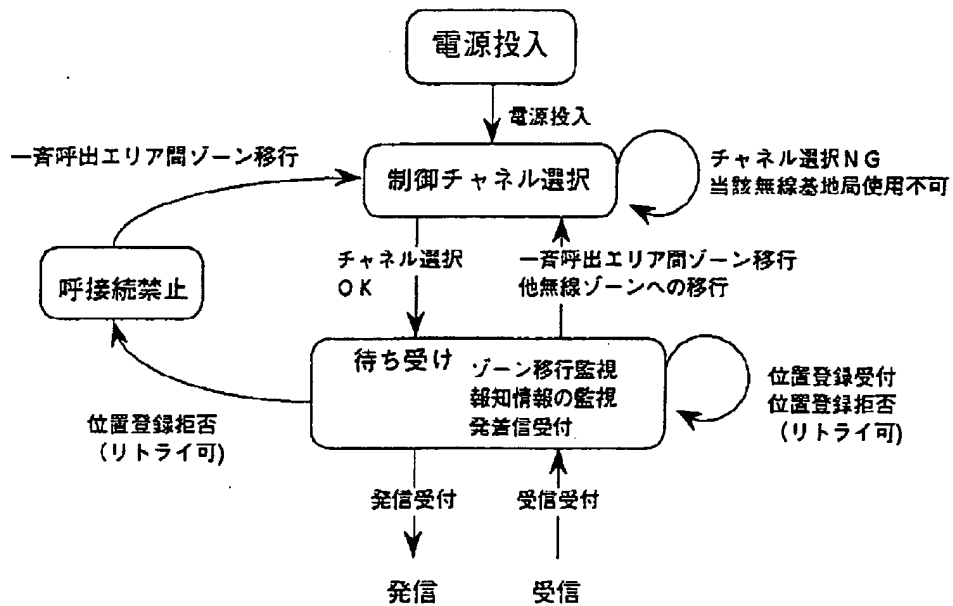 電源投入
電源投入
一斉呼出エリア間ゾーン移行
制御チャネル選択
チャネル選択NG
当該無線基地局使用不可
呼接続禁止
チャネル選択
OK
一斉呼出エリア間ゾーン移行
他無線ゾーンへの移行
待ち受け
ゾーン移行監視
報知情報の監視
発着信受付
位置登録受付
位置登録拒否
(リトライ可)
位置登録拒否
(リトライ可)
発信受付
受信受付
発信
受信